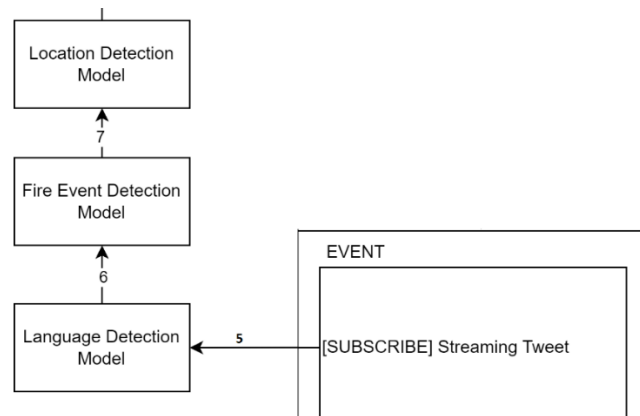 Location Detection
Model
7
Fire Event Detection
Model
6
EVENT
Language Detection
Model
5
[SUBSCRIBE] Streaming Tweet